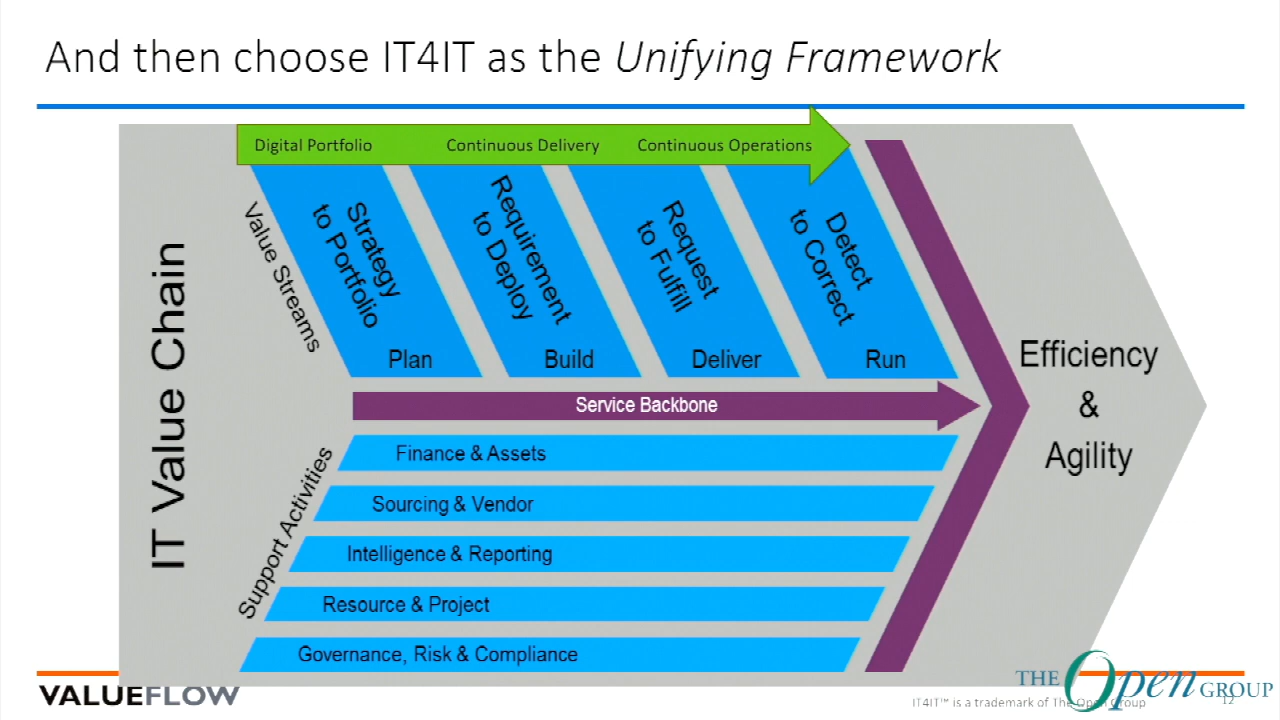 And then choose IT4IT as the Unifying Framework
Digital Portfolio
Continuous Delivery
Continuous Operations
IT Value Chain
Value Streams
Strategy
to Portfolio
Plan
Requirement
to Deploy
Build
Request
to Fulfill
Deliver
Detect
to Correct
Run
Service Backbone
Efficiency
&
Agility
Support Activities
Finance & Assets
Sourcing & Vendor
Intelligence & Reporting
Resource & Project
Governance, Risk & Compliance
VALUEFLOW
THE Open GROUP
IT4IT™ is a trademark of The Open Group
12